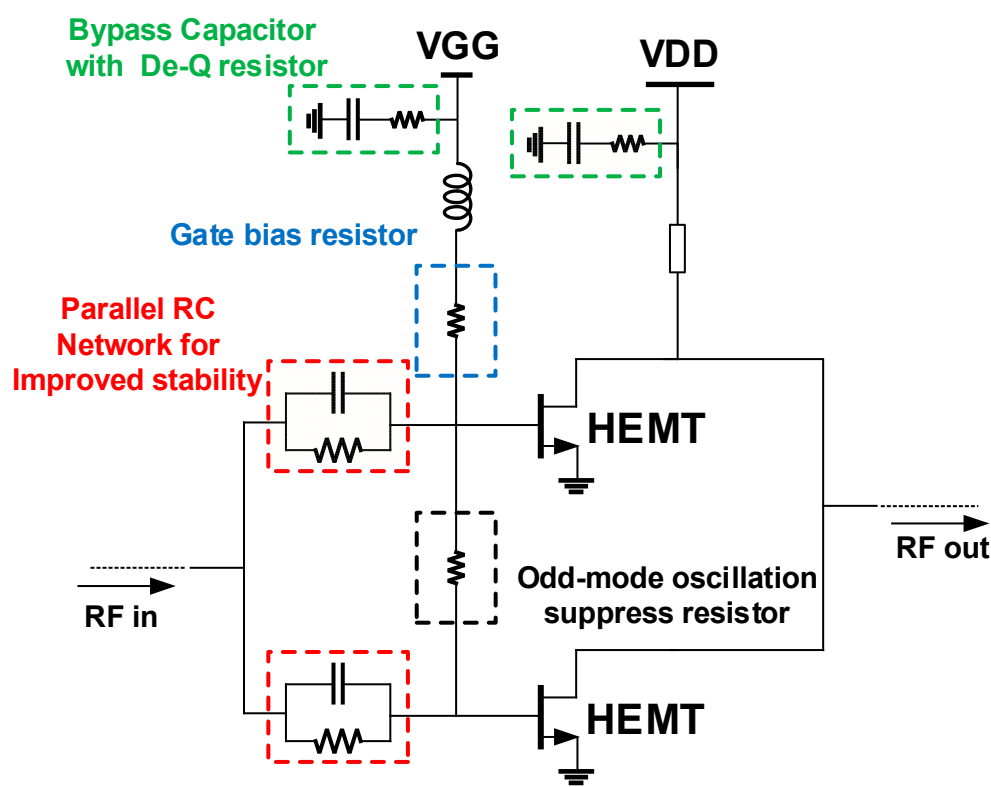 Bypass Capacitor
with De-Q resistor
VGG
VDD
Gate bias resistor
Parallel RC
Network for
Improved stability
HEMT
RF out
Odd-mode oscillation
suppress resistor
RF in
HEMT